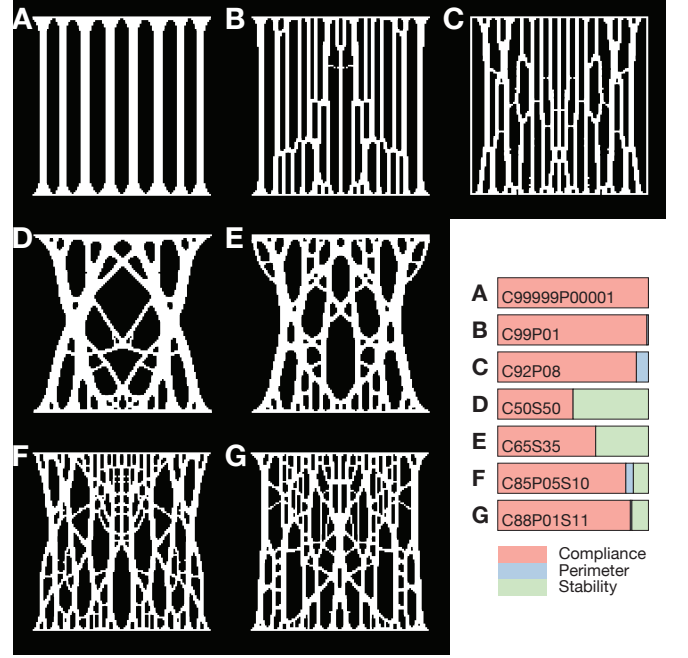 A B C
D E
F G
A C99999P00001
B C99P01
C C92P08
D C50S50
E C65S35
F C85P05S10
G C88P01S11
Compliance
Perimeter
Stability